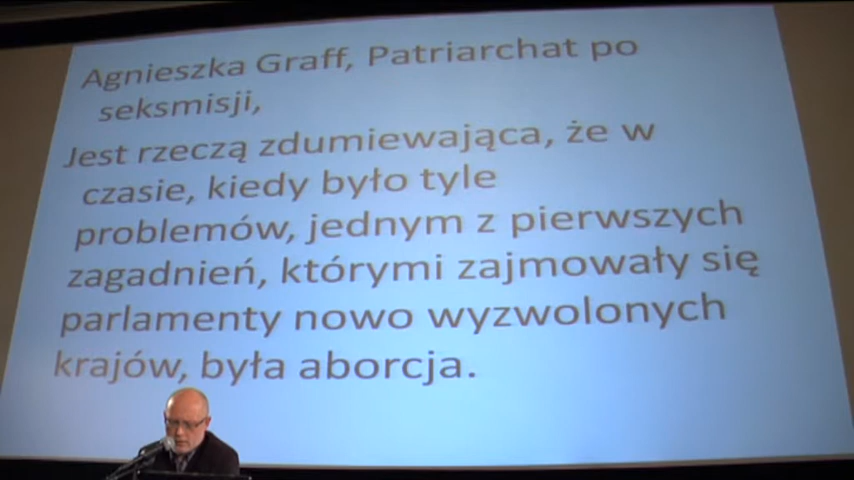 Agnieszka Graff, Patriarchat po
seksmisji,
Jest rzeczą zdumiewająca, że w
czasie, kiedy było tyle
problemów, jednym z pierwszych
zagadnień, którymi zajmowały się
parlamenty nowo wyzwolonych
krajów, była aborcja.